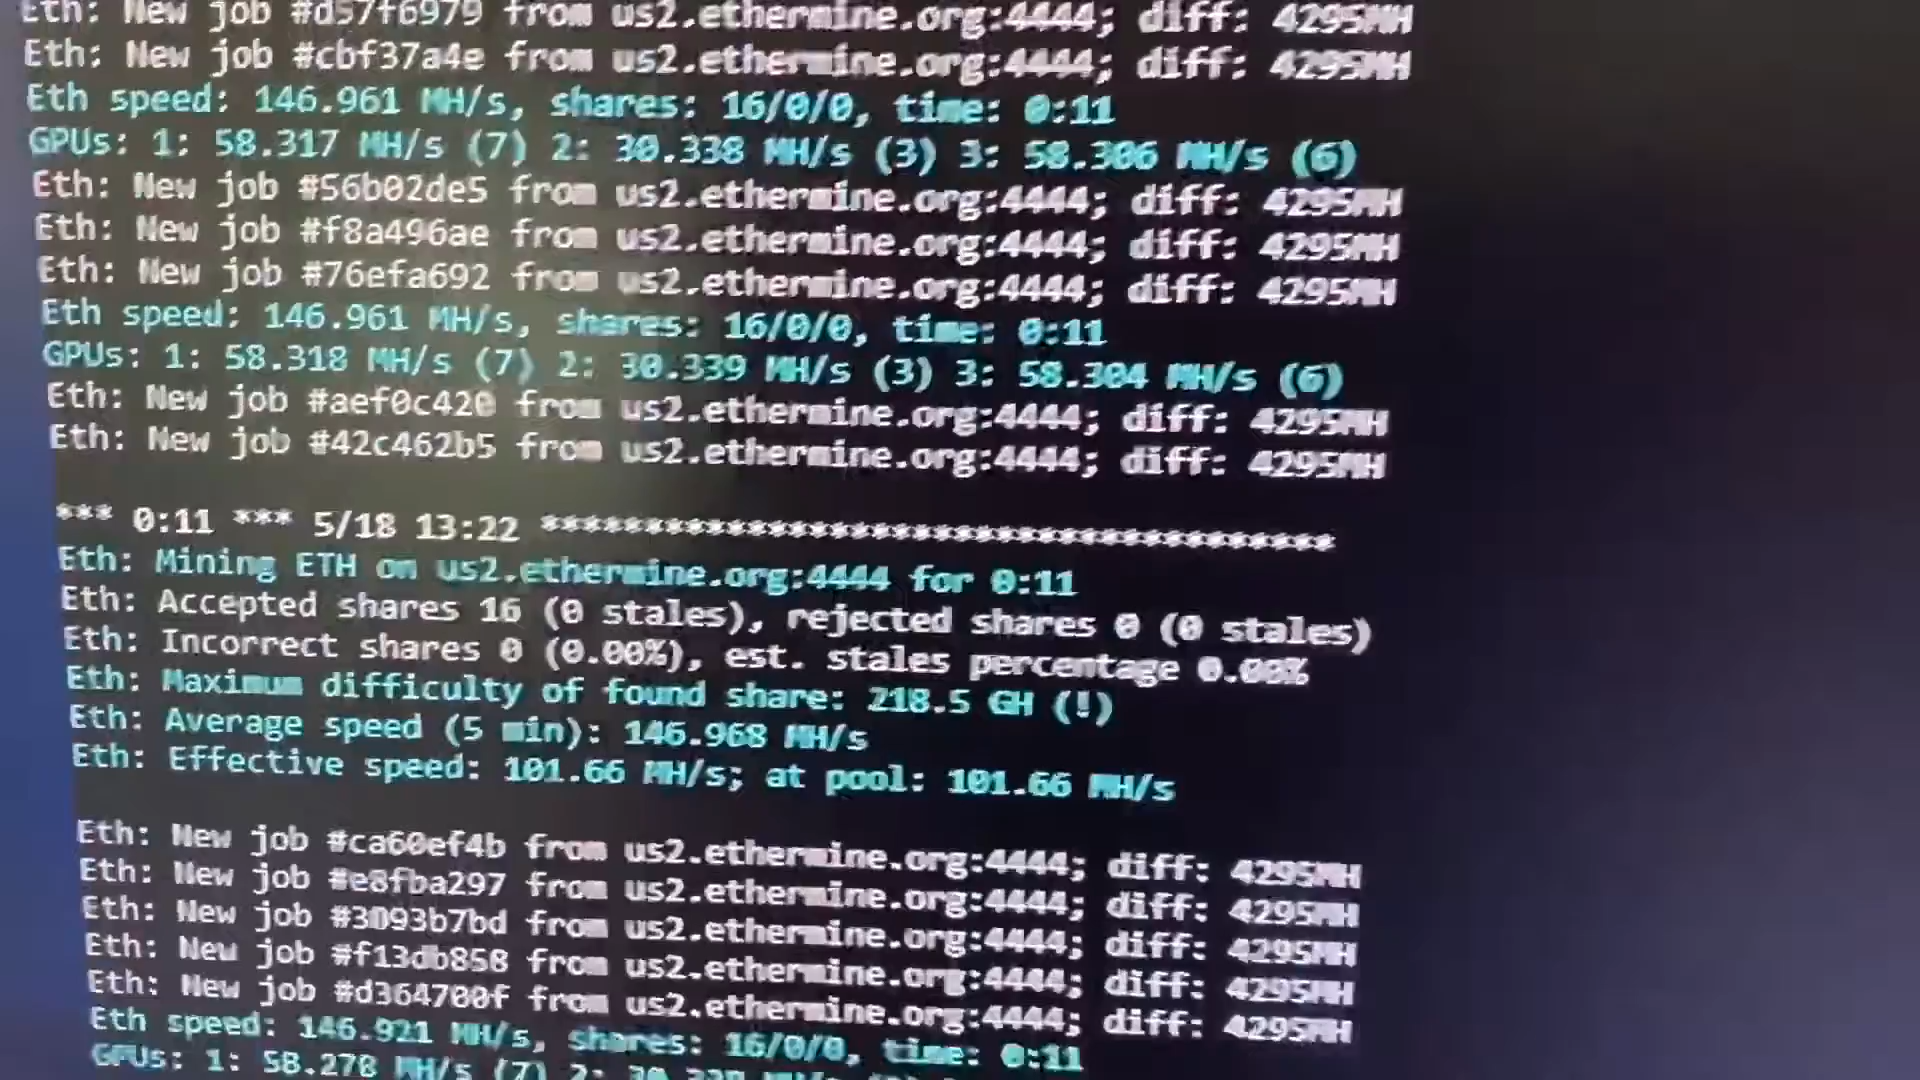 Eth: New job #d57f6979 from us2.ethermine.org:4444; diff: 4295MH
Eth: New job #cbf37a4e from us2.ethermine.org:4444; diff: 4295MH
Eth speed: 146.961 MH/s, shares: 16/0/0, time: 0:11
GPUs: 1: 58.317 MH/s (7) 2: 30.338 MH/s (3) 3: 58.306 MH/s (6)
Eth: New job #56b02de5 from us2.ethermine.org:4444; diff: 4295MH
Eth: New job #f8a496ae from us2.ethermine.org:4444; diff: 4295MH
Eth: New job #76efa692 from us2.ethermine.org:4444; diff: 4295MH
Eth speed: 146.961 MH/s, shares: 16/0/0, time: 0:11
GPUs: 1: 58.318 MH/s (7) 2: 30.339 MH/s (3) 3: 58.304 MH/s (6)
Eth: New job #aef0c420 from us2.ethermine.org:4444; diff: 4295MH
Eth: New job #42c462b5 from us2.ethermine.org:4444; diff: 4295MH
*** 0:11 *** 5/18 13:22 *****************************************
Eth: Mining ETH on us2.ethermine.org:4444 for 0:11
Eth: Accepted shares 16 (0 stales), rejected shares 0 (0 stales)
Eth: Incorrect shares 0 (0.00%), est. stales percentage 0.00%
Eth: Maximum difficulty of found share: 218.5 GH (!)
Eth: Average speed (5 min): 146.968 MH/s
Eth: Effective speed: 101.66 MH/s; at pool: 101.66 MH/s
Eth: New job #ca60ef4b from us2.ethermine.org:4444; diff: 4295MH
Eth: New job #e8fba297 from us2.ethermine.org:4444; diff: 4295MH
Eth: New job #3093b7bd from us2.ethermine.org:4444; diff: 4295MH
Eth: New job #f13db858 from us2.ethermine.org:4444; diff: 4295MH
Eth: New job #d364700f from us2.ethermine.org:4444; diff: 4295MH
Eth speed: 146.921 MH/s, shares: 16/0/0, time: 0:11
GPUs: 1: 58.278 MH/s (7) 2: